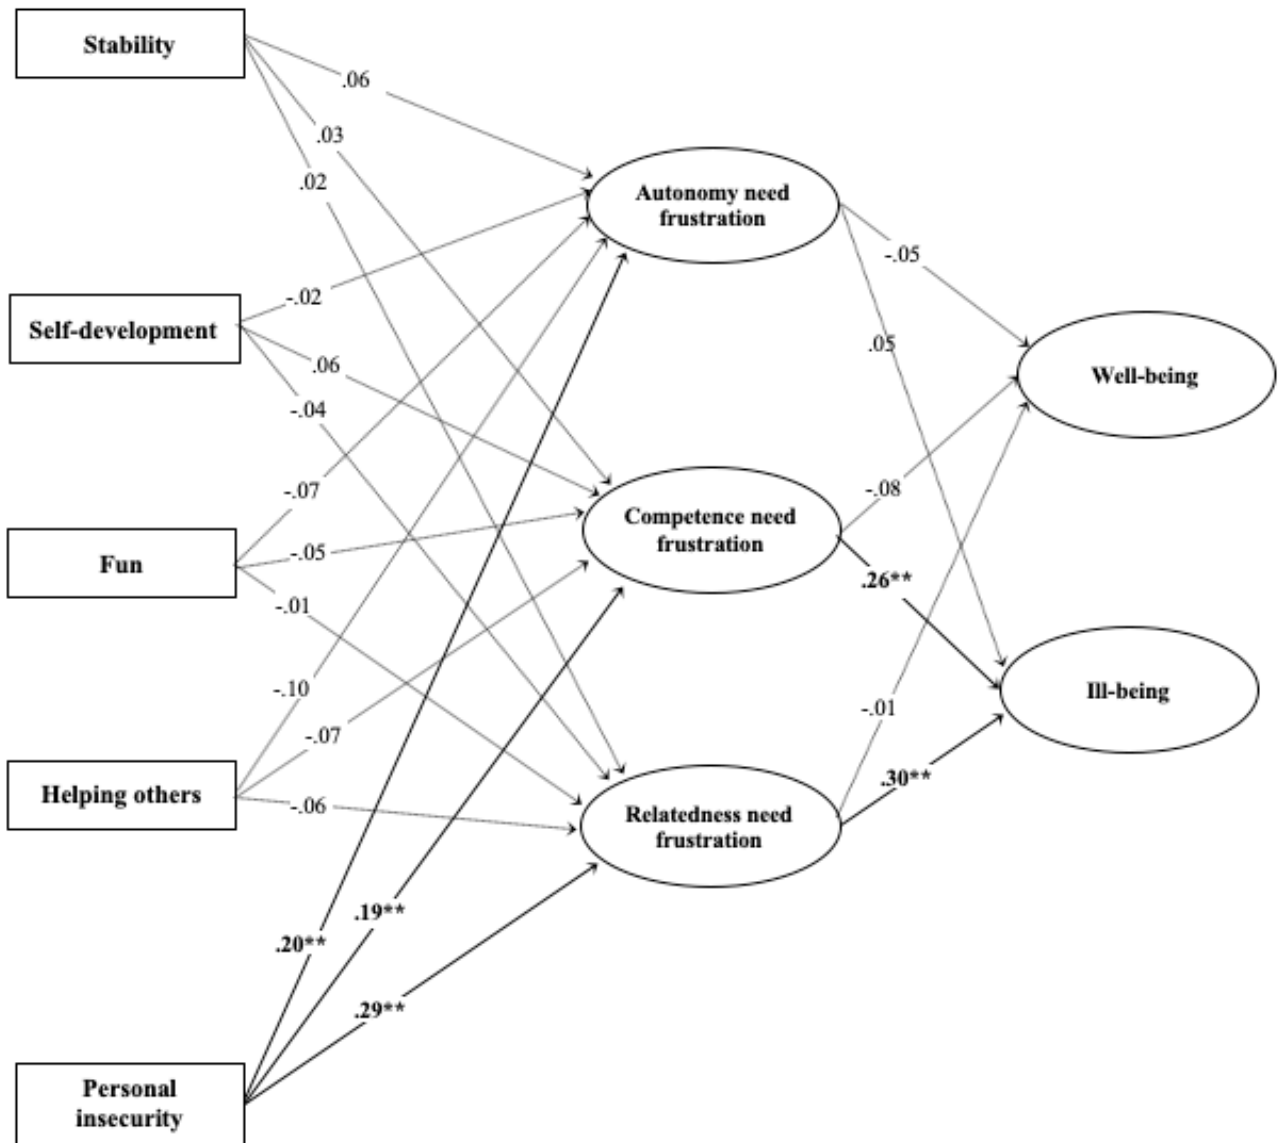 Stability
.06
.03
.02
Autonomy need
frustration
-.05
-.02
Self-development
.05
Well-being
.06
-.04
-.07
-.08
Competence need
frustration
-.05
Fun
.26**
-.01
-.10
Ill-being
-.01
-.07
.30**
Helping others
-.06
Relatedness need
frustration
.19**
.20**
.29**
Personal
insecurity